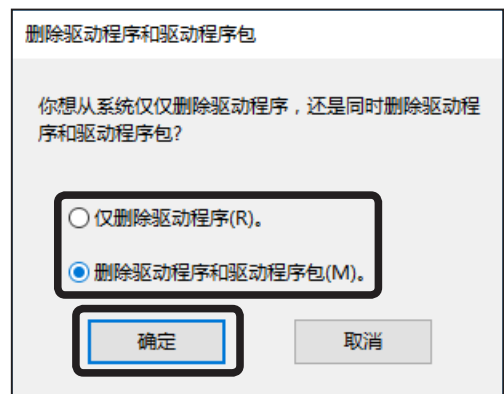 删除驱动程序和驱动程序包
你想从系统仅仅删除驱动程序，还是同时删除驱动程
序和驱动程序包?
仅删除驱动程序(R)。
删除驱动程序和驱动程序包(M)。
确定
取消